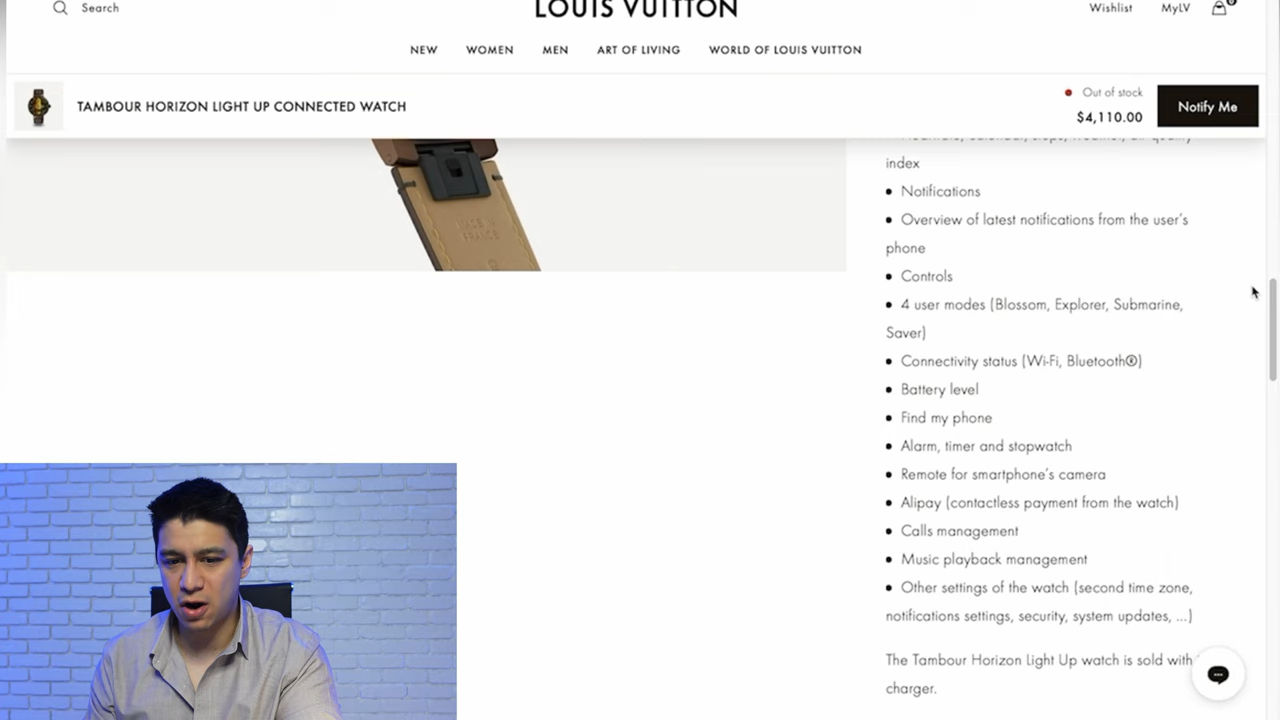 Search
LOUIS VUITTON
Wishlist
MyLV
NEW
WOMEN
MEN
ART OF LIVING
WORLD OF LOUIS VUITTON
TAMBOUR HORIZON LIGHT UP CONNECTED WATCH
Out of stock
$4,110.00
Notify Me
MADE IN
FRANCE
index
• Notifications
• Overview of latest notifications from the user's
phone
• Controls
• 4 user modes (Blossom, Explorer, Submarine,
Saver)
• Connectivity status (Wi-Fi, Bluetooth®)
• Battery level
• Find my phone
• Alarm, timer and stopwatch
• Remote for smartphone's camera
• Alipay (contactless payment from the watch)
• Calls management
• Music playback management
• Other settings of the watch (second time zone,
notifications settings, security, system updates, ...)
The Tambour Horizon Light Up watch is sold with
charger.